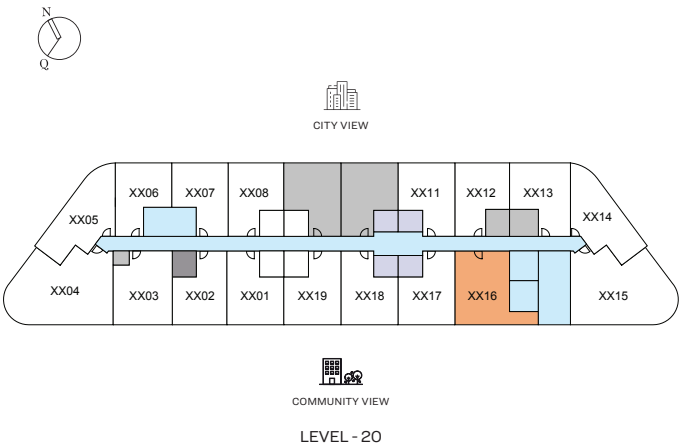 N
Q
CITY VIEW
XX06 XX07 XX08 XX11 XX12 XX13
XX05 XX14
XX04 XX03 XX02 XX01 XX19 XX18 XX17 XX16 XX15
COMMUNITY VIEW
LEVEL - 20